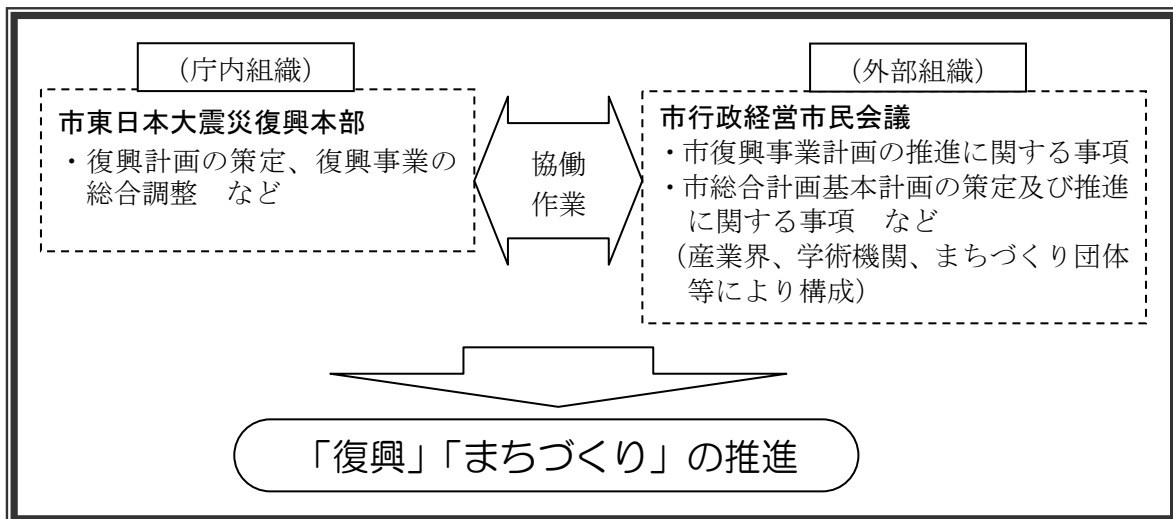 （庁内組織）
市東日本大震災復興本部
・復興計画の策定、復興事業の
総合調整　など
協働
作業
（外部組織）
市行政経営市民会議
・市復興事業計画の推進に関する事項
・市総合計画基本計画の策定及び推進
に関する事項　など
（産業界、学術機関、まちづくり団体
等により構成）
「復興」「まちづくり」の推進